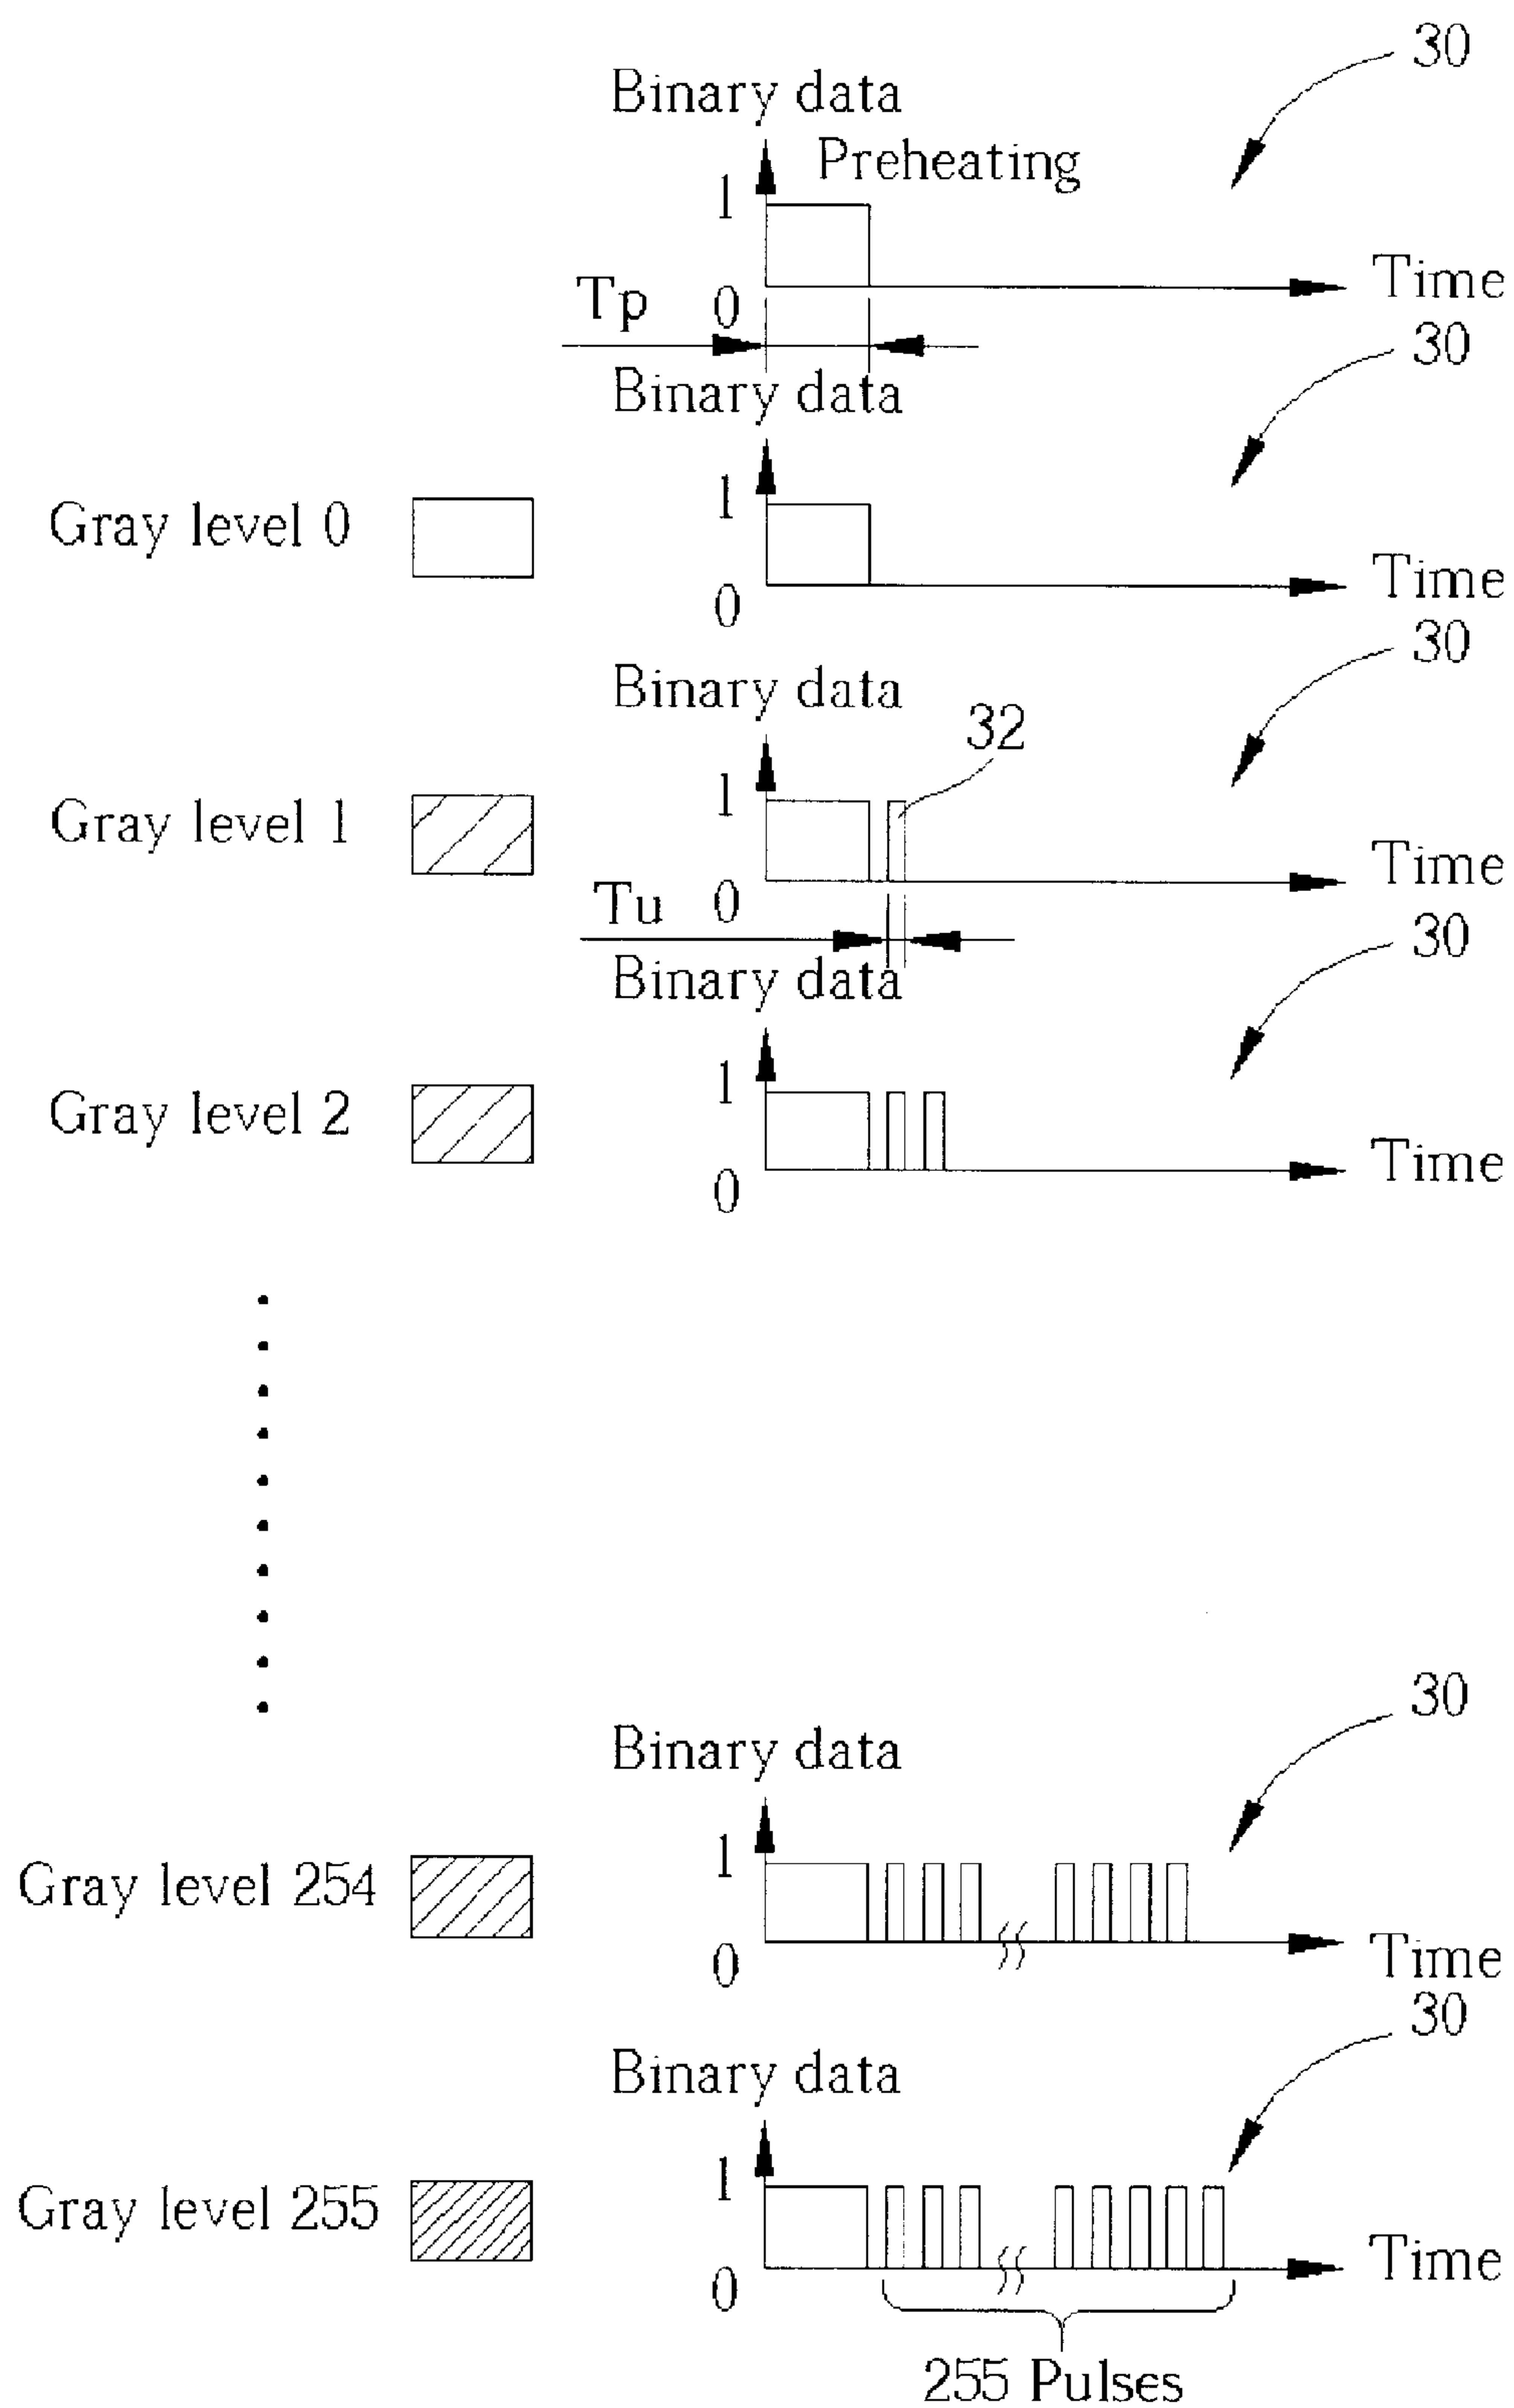 30
Binary data
Preheating
1
Time
Tp 0
30
Binary data
Gray level 0
1
Time
0
30
Binary data
32
Gray level 1
1
Time
Tu 0
30
Binary data
Gray level 2
1
Time
0
30
Binary data
Gray level 254
1
Time
0
30
Binary data
Gray level 255
1
Time
0
255 Pulses